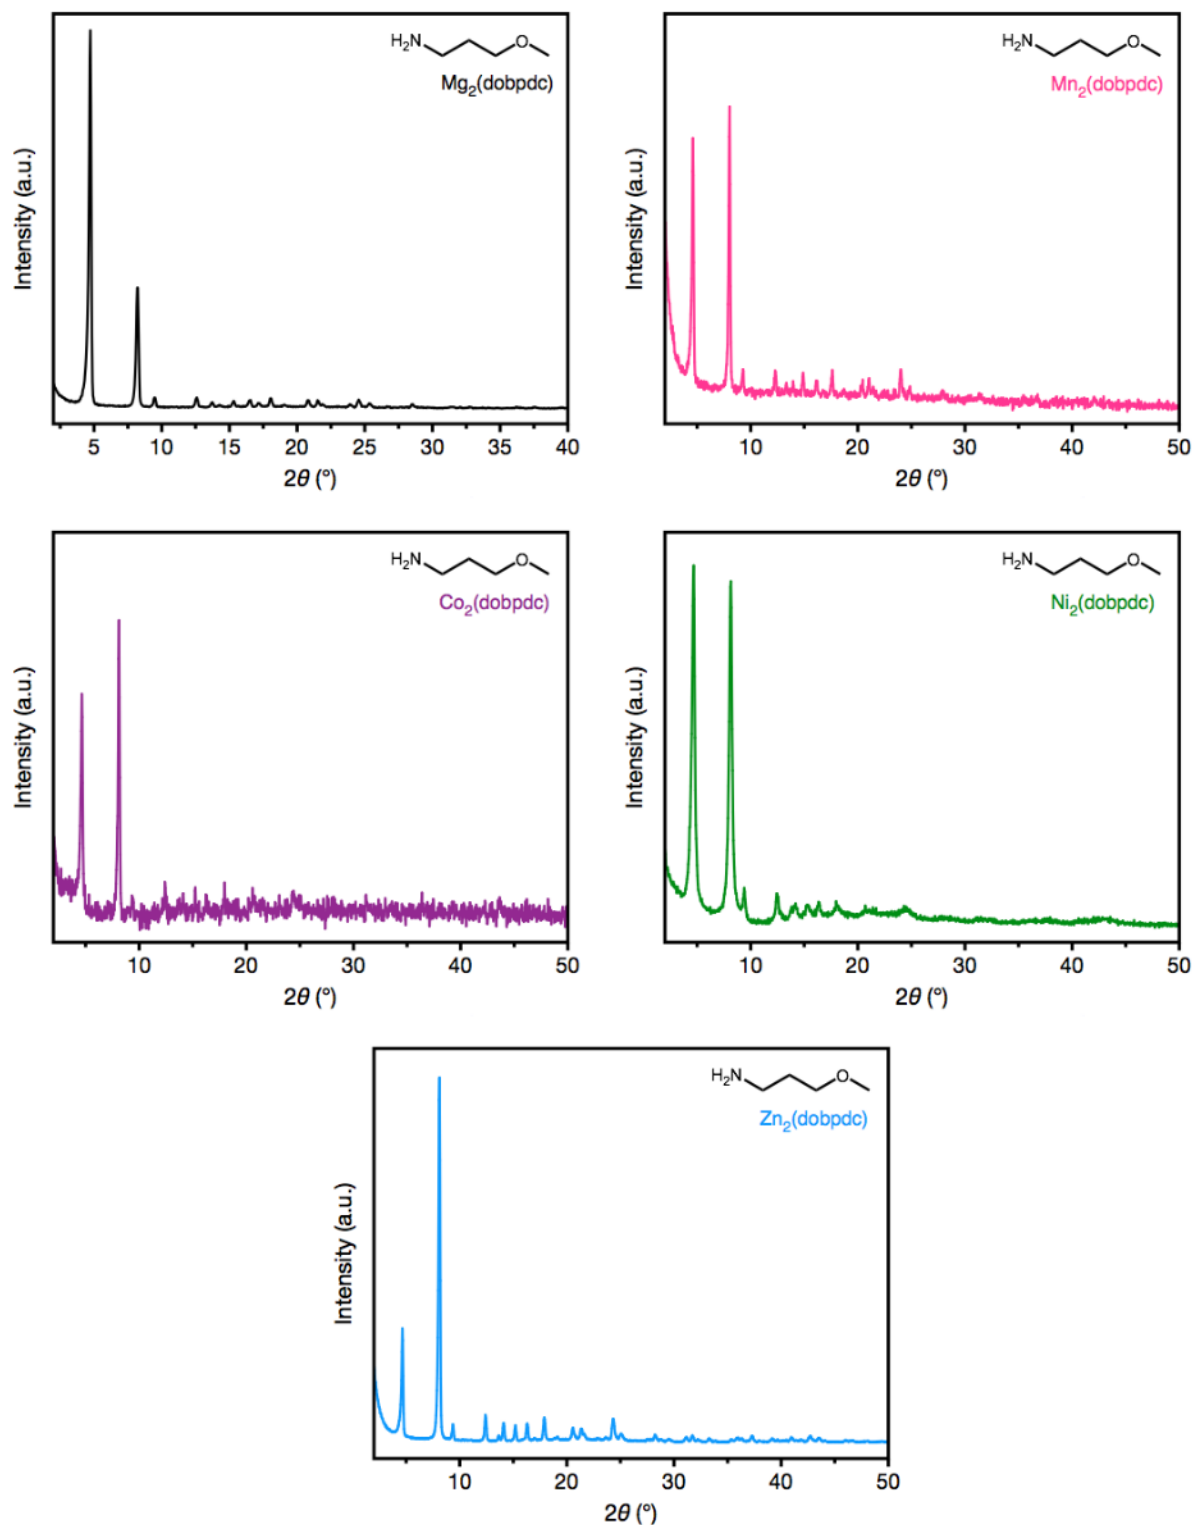 H₂N O
Mg₂(dobpdc)
Intensity (a.u.)
5 10 15 20 25 30 35 40
2θ (°)
H₂N O
Mn₂(dobpdc)
Intensity (a.u.)
10 20 30 40 50
2θ (°)
H₂N O
Co₂(dobpdc)
Intensity (a.u.)
10 20 30 40 50
2θ (°)
H₂N O
Ni₂(dobpdc)
Intensity (a.u.)
10 20 30 40 50
2θ (°)
H₂N O
Zn₂(dobpdc)
Intensity (a.u.)
10 20 30 40 50
2θ (°)